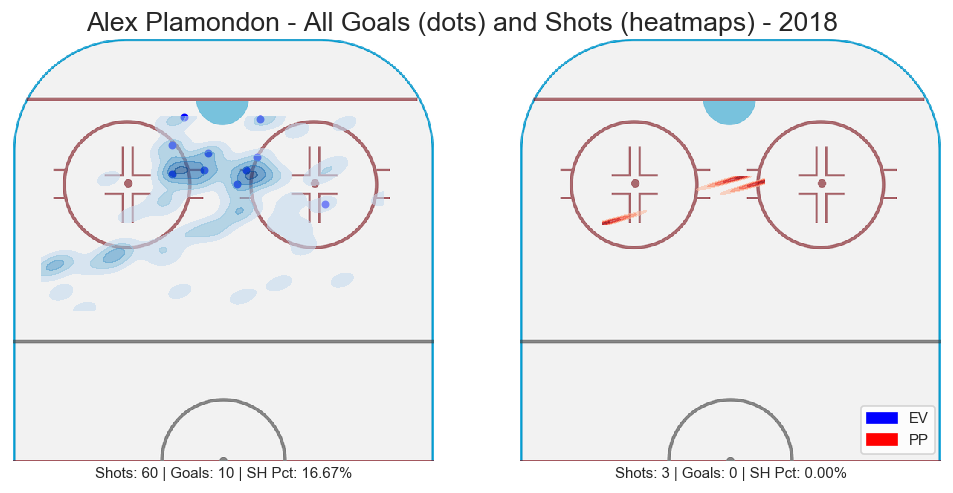 Alex Plamondon - All Goals (dots) and Shots (heatmaps) - 2018
EV
PP
Shots: 60 | Goals: 10 | SH Pct: 16.67%
Shots: 3 | Goals: 0 | SH Pct: 0.00%